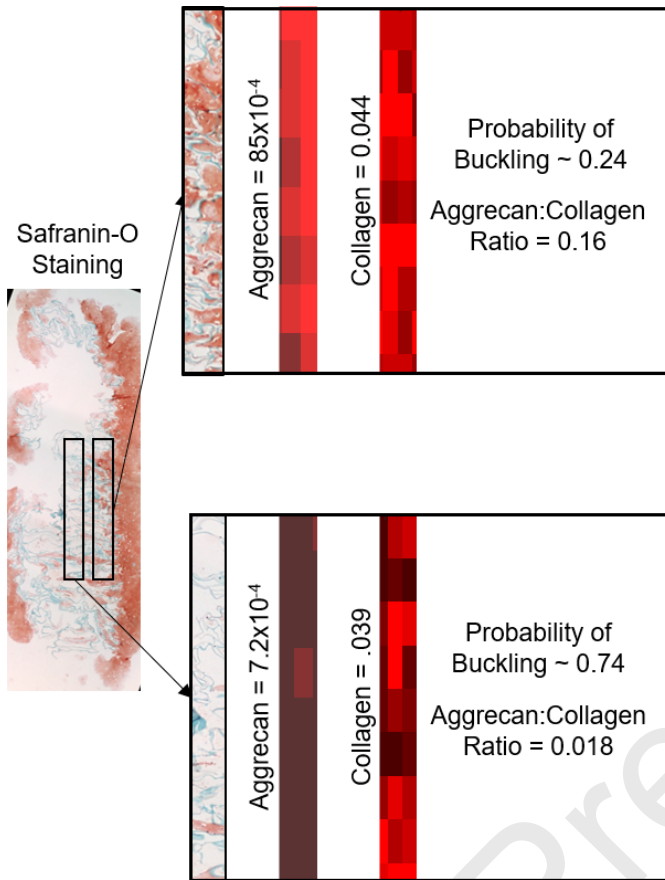 Safranin-O
Staining
Aggrecan = 85x10⁻⁴
Collagen = 0.044
Probability of
Buckling ~ 0.24
Aggrecan:Collagen
Ratio = 0.16
Aggrecan = 7.2x10⁻⁴
Collagen = .039
Probability of
Buckling ~ 0.74
Aggrecan:Collagen
Ratio = 0.018
Pre